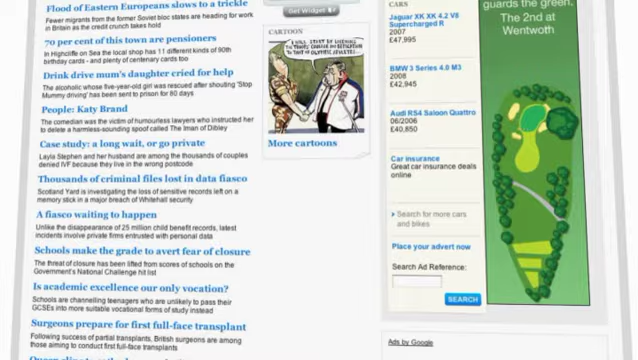 Flood of Eastern Europeans slows to a trickle
Fewer migrants from the former Soviet bloc states are heading for work
in Britain as the credit crunch takes hold
70 per cent of this town are pensioners
In Highcliffe on Sea the local shop has 11 different kinds of 90th
birthday cards - and plenty of centenary cards too
Drink drive mum's daughter cried for help
The alcoholic whose five-year-old girl was rescued after shouting 'Stop
Mummy driving' has been sent to prison for 60 days
People: Katy Brand
The comedian was the victim of humourless lawyers who instructed her
to delete a harmless-sounding spoof called The Iman of Dibley
Case study: a long wait, or go private
Layla Stephen and her husband are among the thousands of couples
denied IVF because they live in the wrong postcode
Thousands of criminal files lost in data fiasco
Scotland Yard is investigating the loss of sensitive records left on a
memory stick in a major breach of Whitehall security
A fiasco waiting to happen
Unlike the disappearance of 25 million child benefit records, latest
incidents involve private firms entrusted with personal data
Schools make the grade to avert fear of closure
The threat of closure has been lifted from scores of schools on the
Government's National Challenge hit list
Is academic excellence our only vocation?
Schools are channelling teenagers who are unlikely to pass their
GCSEs into more suitable vocational forms of study instead
Surgeons prepare for first full-face transplant
Following success of partial transplants, British surgeons are among
those aiming to conduct first full-face transplants
Get Widget
CARTOON
More cartoons
CARS
Jaguar XK XK 4.2 V8
Supercharged R
2007
£47,995
BMW 3 Series 4.0 M3
2008
£42,945
Audi RS4 Saloon Quattro
06/2006
£40,850
Car insurance
Great car insurance deals
online
Search for more cars
and bikes
Place your advert now
Search Ad Reference:
SEARCH
Ads by Google
guards the green.
The 2nd at
Wentwoth